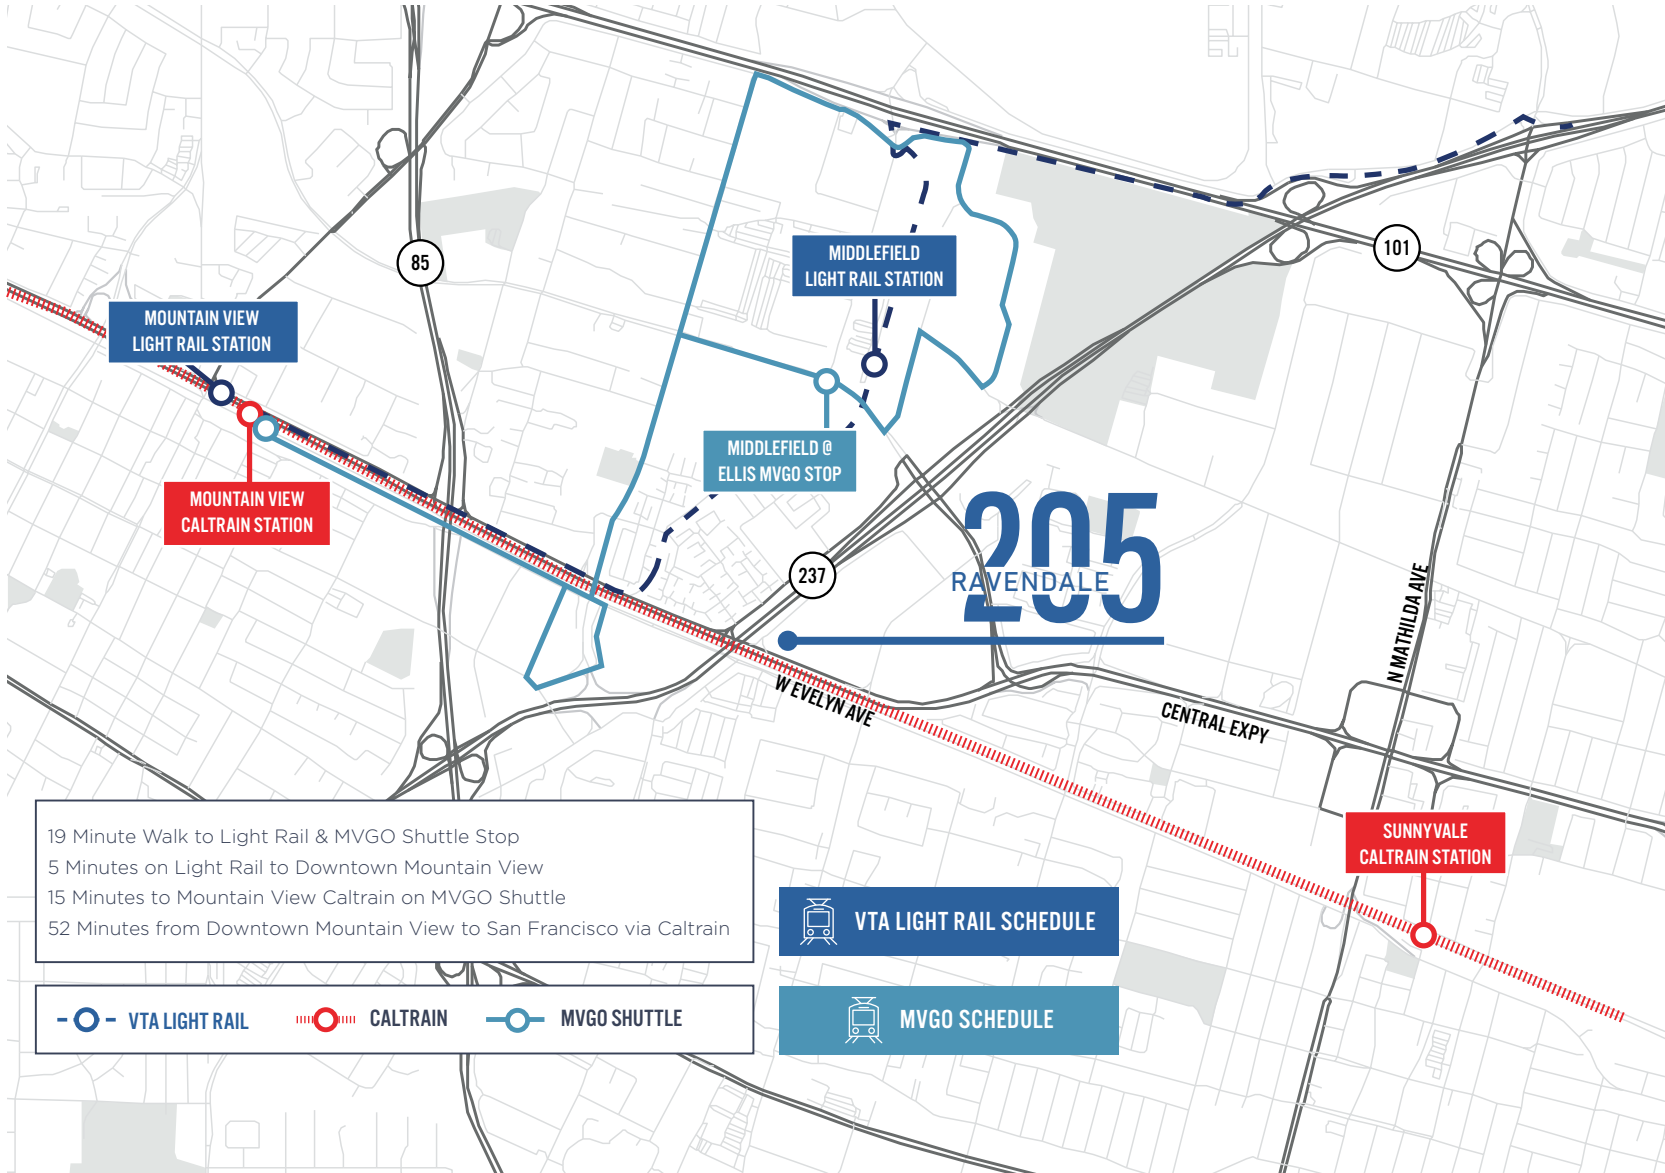 85
101
MIDDLEFIELD
LIGHT RAIL STATION
MOUNTAIN VIEW
LIGHT RAIL STATION
MIDDLEFIELD @
ELLIS MVGO STOP
MOUNTAIN VIEW
CALTRAIN STATION
237
205
RAVENDALE
N MATHILDA AVE
W EVELYN AVE
CENTRAL EXPY
SUNNYVALE
CALTRAIN STATION
19 Minute Walk to Light Rail & MVGO Shuttle Stop
5 Minutes on Light Rail to Downtown Mountain View
15 Minutes to Mountain View Caltrain on MVGO Shuttle
52 Minutes from Downtown Mountain View to San Francisco via Caltrain
VTA LIGHT RAIL SCHEDULE
VTA LIGHT RAIL
CALTRAIN
MVGO SHUTTLE
MVGO SCHEDULE